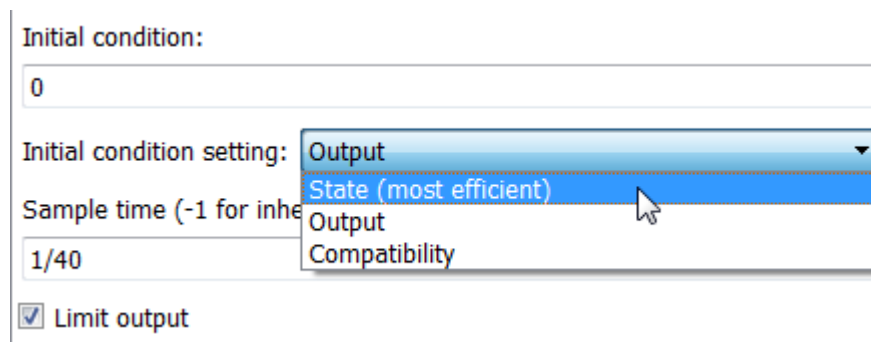 Initial condition:
0
Initial condition setting: Output
State (most efficient)
Sample time (-1 for inhe
Output
1/40
Compatibility
Limit output